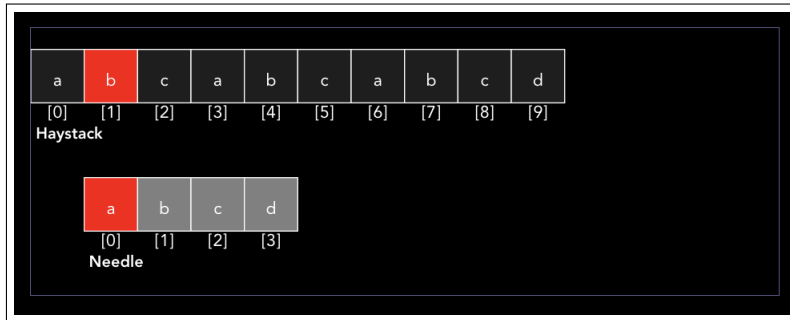 a b c a b c a b c d
[0] [1] [2] [3] [4] [5] [6] [7] [8] [9]
Haystack
a b c d
[0] [1] [2] [3]
Needle